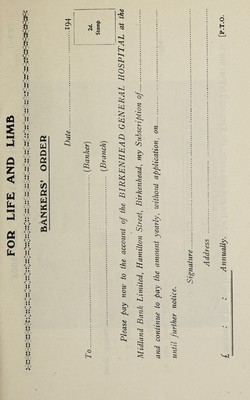 FOR LIFE AND LIMB
BANKERS' ORDER
Date..............................194
2d.
Stamp
To..............................(Banker)
..............................(Branch)
Please pay now to the account of the BIRKENHEAD GENERAL HOSPITAL at the
Midland Bank Limited, Hamilton Street, Birkenhead, my Subscription of..............................
and continue to pay the amount yearly, without application, on..............................
until further notice.
Signature..............................
Address..............................
£ : : Annually.
[P.T.O.